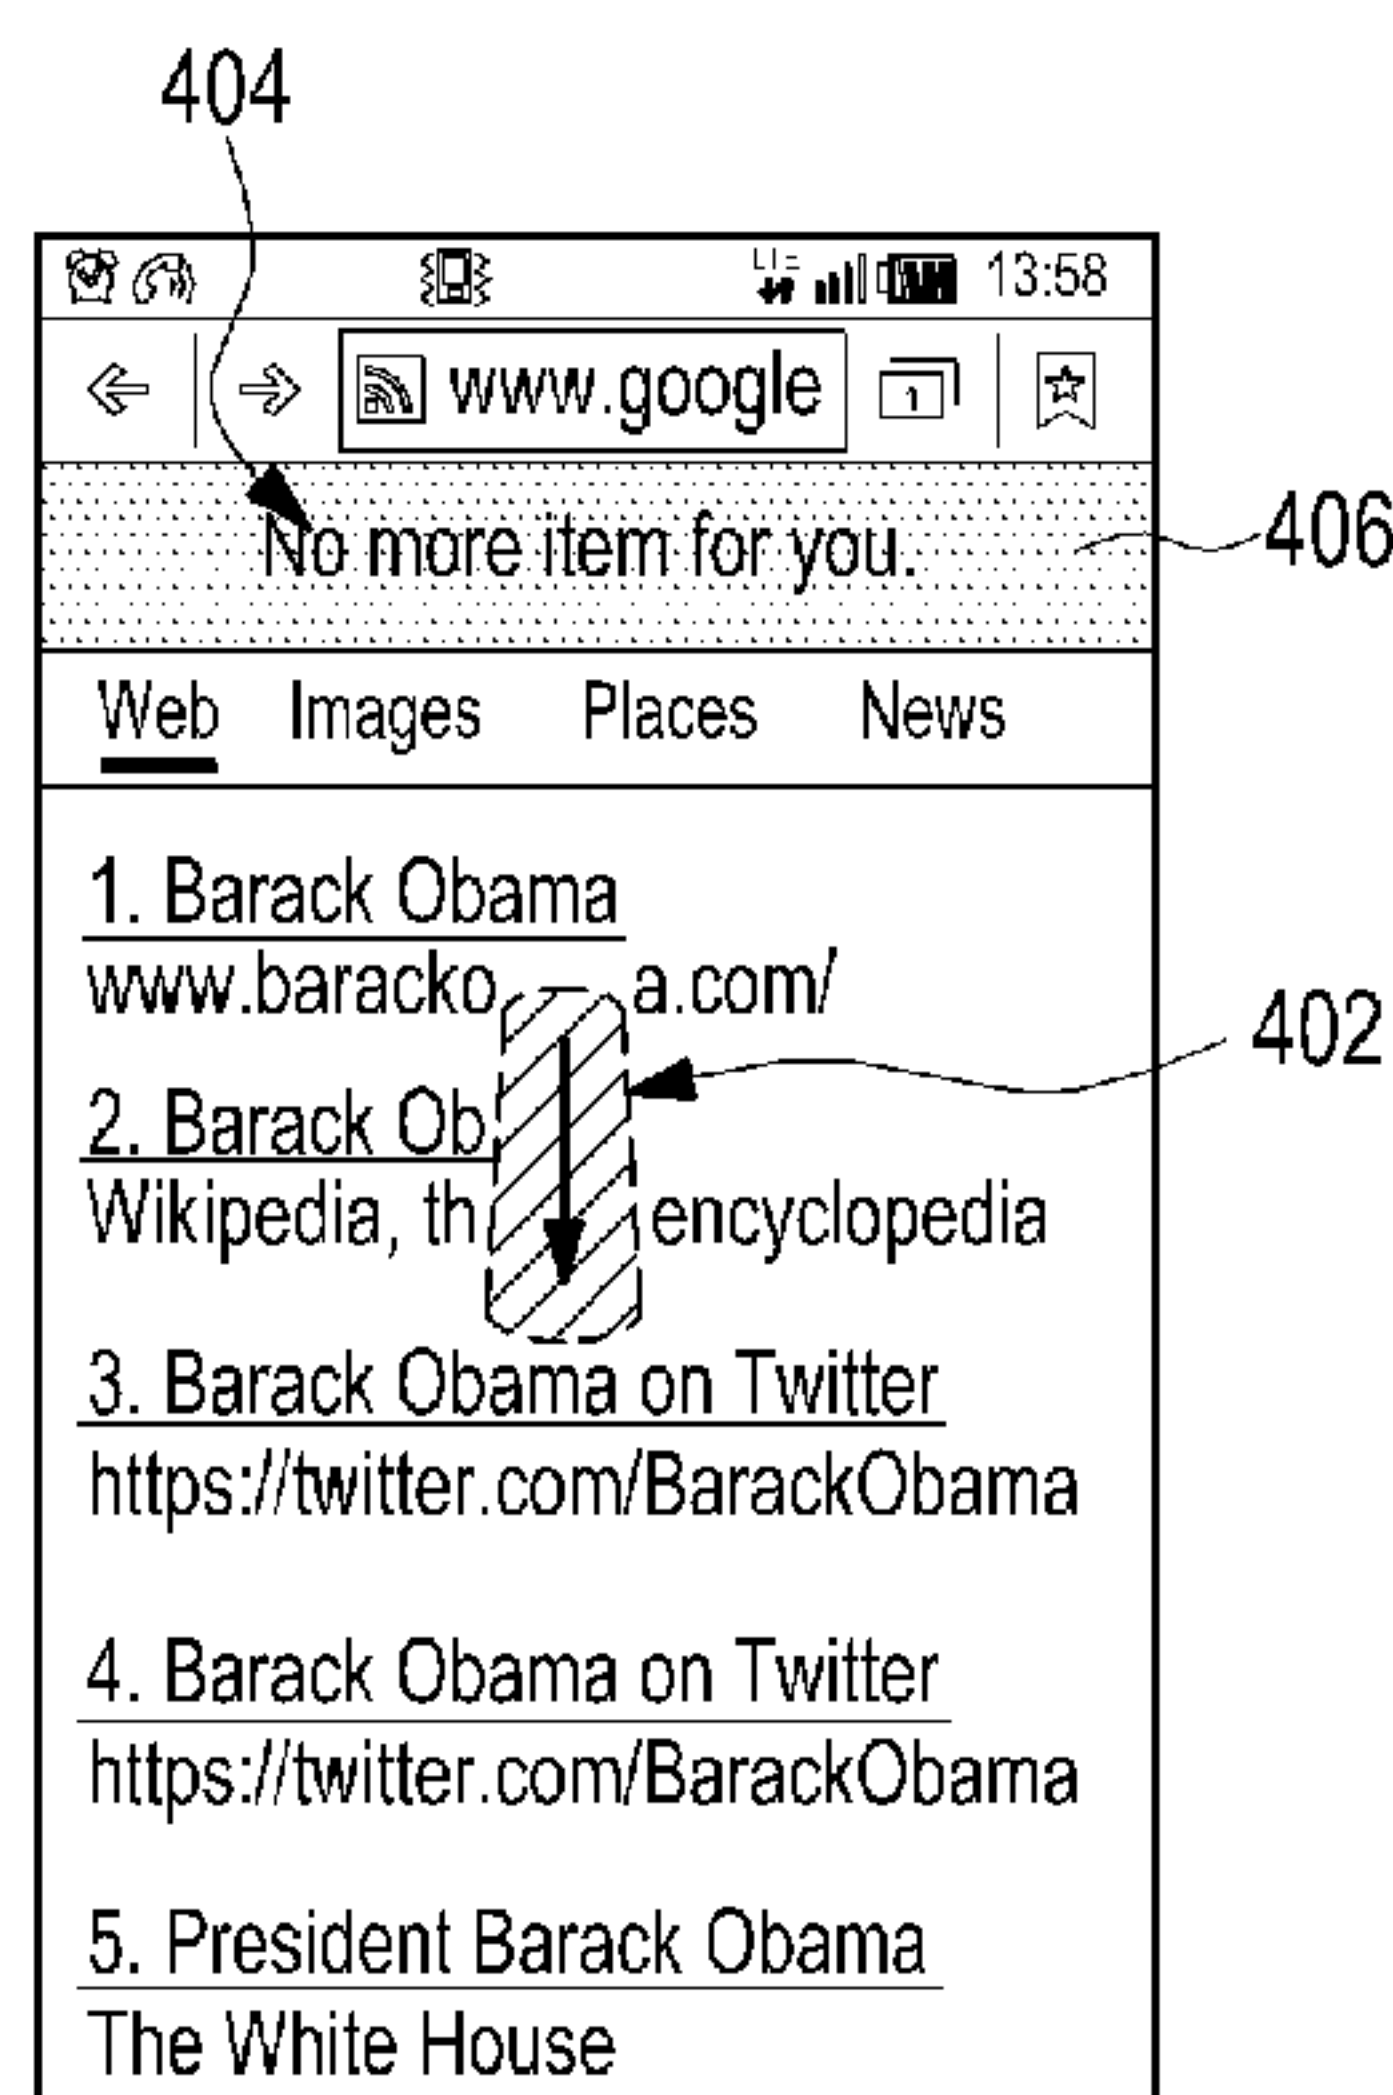 404
LTE 13:58
www.google 1
No more item for you.
406
Web Images Places News
1. Barack Obama
www.baracko a.com/
402
2. Barack Ob
Wikipedia, th encyclopedia
3. Barack Obama on Twitter
https://twitter.com/BarackObama
4. Barack Obama on Twitter
https://twitter.com/BarackObama
5. President Barack Obama
The White House